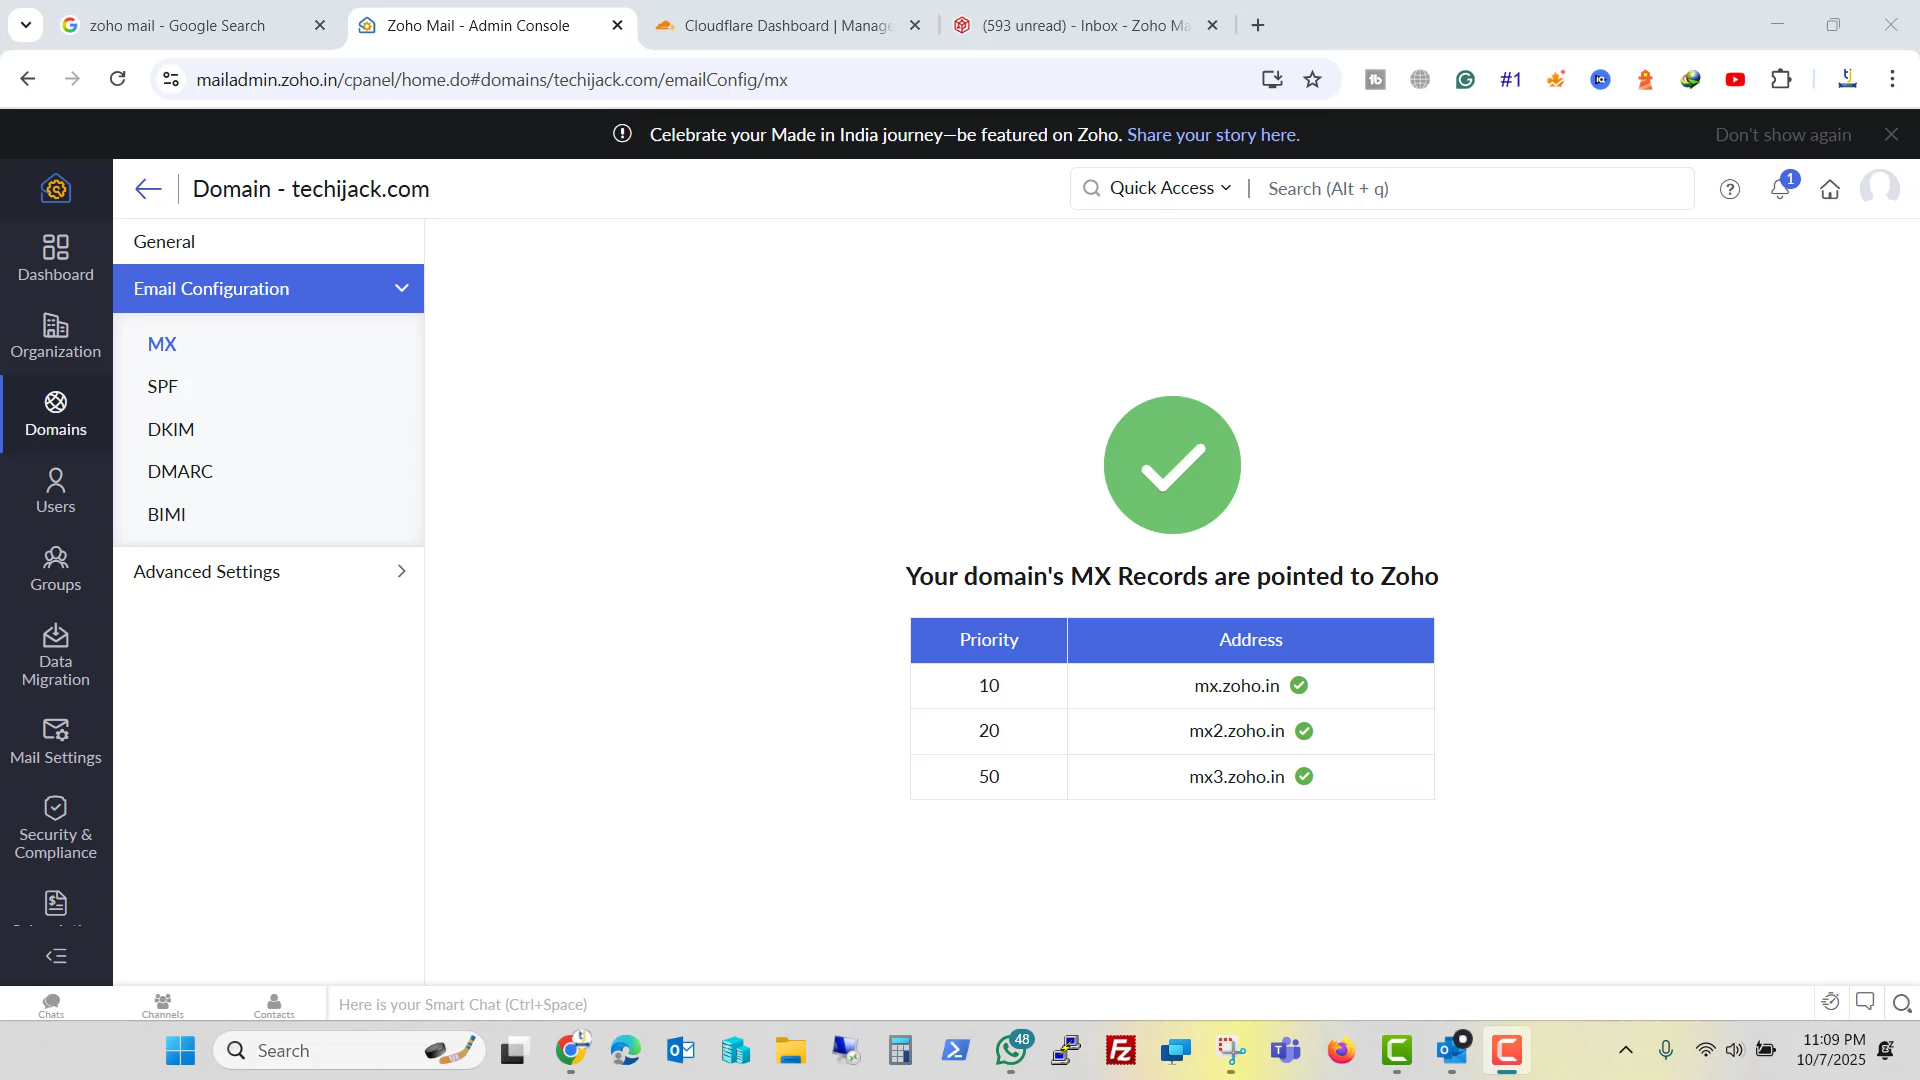 zoho mail - Google Search
Zoho Mail - Admin Console
Cloudflare Dashboard | Manage
(593 unread) - Inbox - Zoho Ma
mailadmin.zoho.in/cpanel/home.do#domains/techijack.com/emailConfig/mx
#1
Celebrate your Made in India journey—be featured on Zoho. Share your story here.
Don't show again
Domain - techijack.com
Quick Access
Search (Alt + q)
1
Dashboard
Organization
Domains
Users
Groups
Data
Migration
Mail Settings
Security &
Compliance
General
Email Configuration
MX
SPF
DKIM
DMARC
BIMI
Advanced Settings
Your domain's MX Records are pointed to Zoho
Priority Address
10 mx.zoho.in
20 mx2.zoho.in
50 mx3.zoho.in
Chats
Channels
Contacts
Here is your Smart Chat (Ctrl+Space)
Search
48
11:09 PM
10/7/2025